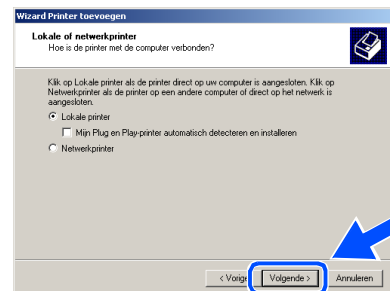 Wizard Printer toevoegen
Lokale of netwerkprinter
Hoe is de printer met de computer verbonden?
Klik op Lokale printer als de printer direct op uw computer is aangesloten. Klik op
Netwerkprinter als de printer op een andere computer of direct op het netwerk is
aangesloten.
Lokale printer
Mijn Plug en Play-printer automatisch detecteren en installeren
Netwerkprinter
< Vorige
Volgende >
Annuleren